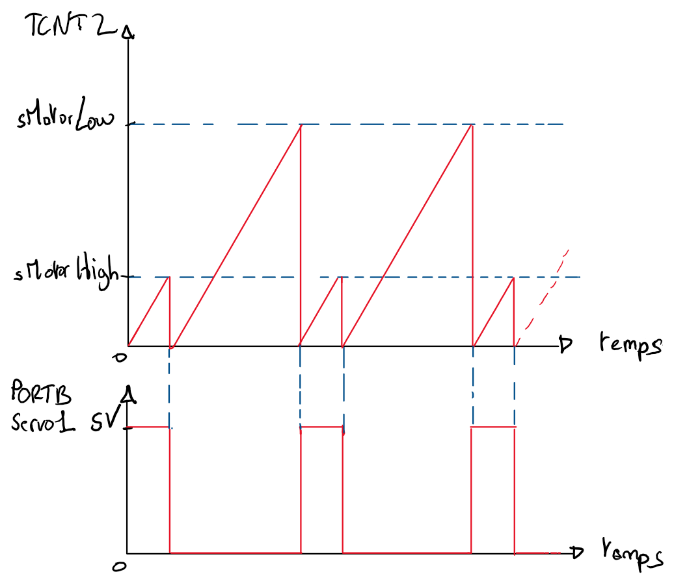 TCNT2
sMotorLow
sMotorHigh
0
temps
PORTB
Servo1 5V
0
temps